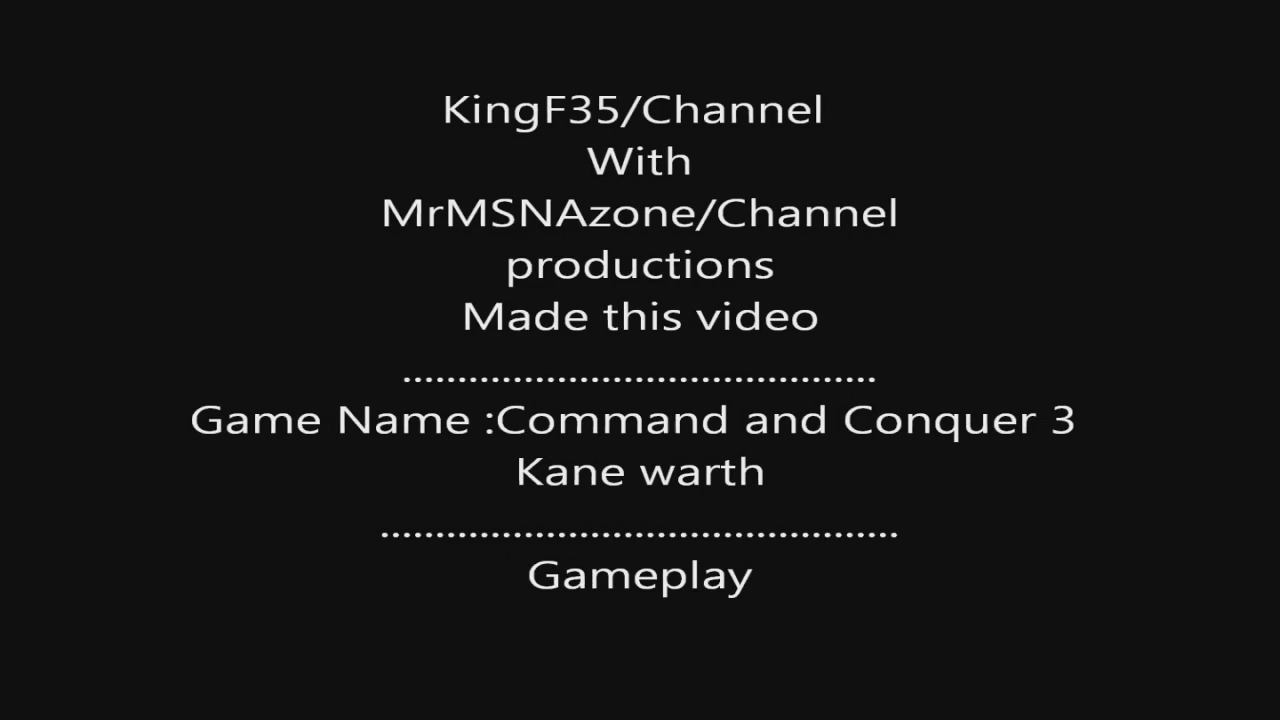 KingF35/Channel
With
MrMSNAzone/Channel
productions
Made this video
...........................................
Game Name :Command and Conquer 3
Kane warth
...............................................
Gameplay